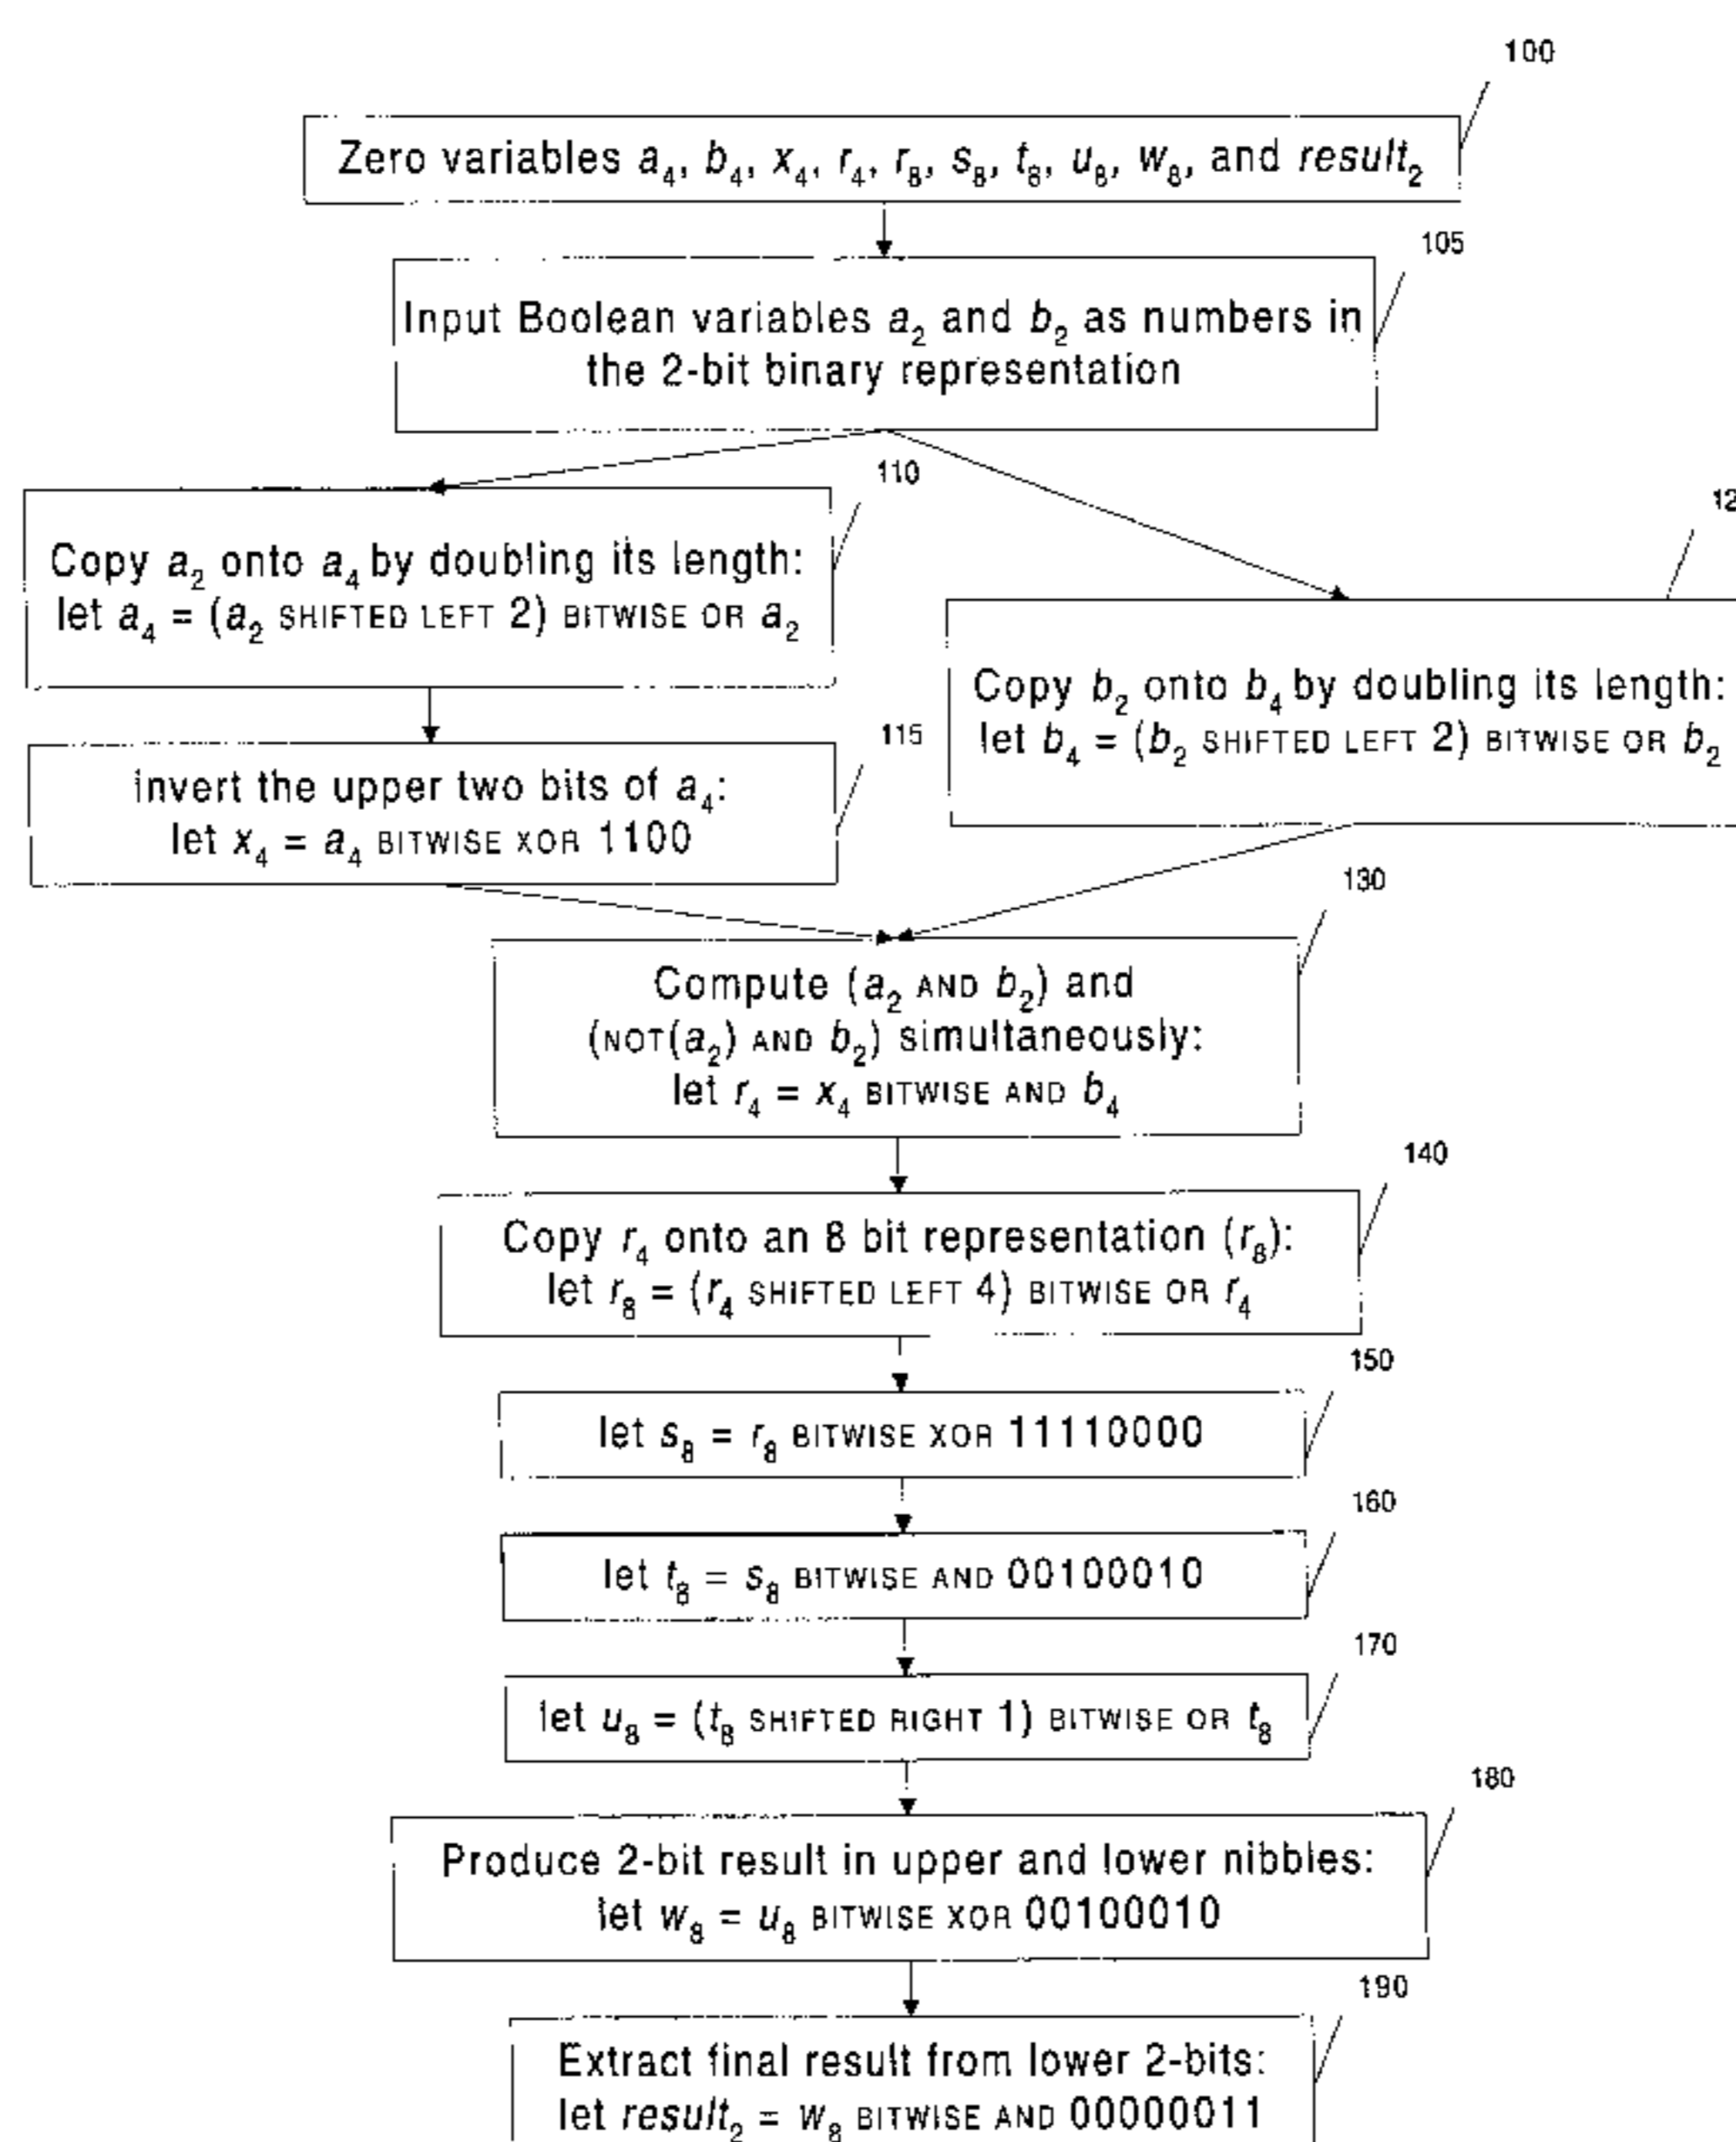 100
Zero variables a₄, b₄, x₄, r₄, r₈, s₈, t₈, u₈, w₈, and result₂
105
Input Boolean variables a₂ and b₂ as numbers in
the 2-bit binary representation
110
Copy a₂ onto a₄ by doubling its length:
let a₄ = (a₂ SHIFTED LEFT 2) BITWISE OR a₂
12
Copy b₂ onto b₄ by doubling its length:
let b₄ = (b₂ SHIFTED LEFT 2) BITWISE OR b₂
115
invert the upper two bits of a₄:
let x₄ = a₄ BITWISE XOR 1100
130
Compute (a₂ AND b₂) and
(NOT(a₂) AND b₂) simultaneously:
let r₄ = x₄ BITWISE AND b₄
140
Copy r₄ onto an 8 bit representation (r₈):
let r₈ = (r₄ SHIFTED LEFT 4) BITWISE OR r₄
150
let s₈ = r₈ BITWISE XOR 11110000
160
let t₈ = s₈ BITWISE AND 00100010
170
let u₈ = (t₈ SHIFTED RIGHT 1) BITWISE OR t₈
180
Produce 2-bit result in upper and lower nibbles:
let w₈ = u₈ BITWISE XOR 00100010
190
Extract final result from lower 2-bits:
let result₂ = w₈ BITWISE AND 00000011